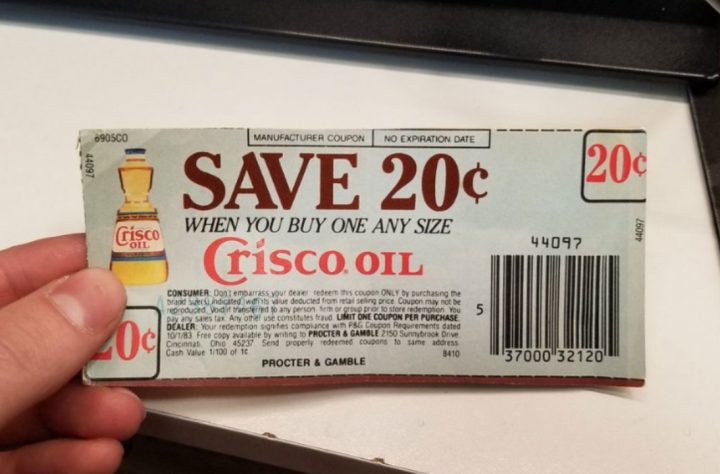 8905CO
MANUFACTURER COUPON NO EXPIRATION DATE
44097
SAVE 20¢
20¢
WHEN YOU BUY ONE ANY SIZE
Crisco. OIL
Crisco
OIL
44097
44097
CONSUMER: Don't embarrass your dealer redeem this coupon ONLY by purchasing the
brand size(s) indicated with its value deducted from retail selling price. Coupon may not be
reproduced. Void if transferred to any person, firm or group prior to store redemption. You
pay any sales tax. Any other use constitutes fraud. LIMIT ONE COUPON PER PURCHASE.
DEALER: Your redemption signifies compliance with P&G Coupon Requirements dated
10/1/83. Free copy available by writing to PROCTER & GAMBLE 2150 Sunnybrook Drive
Cincinnati, Ohio 45237. Send properly redeemed coupons to same address.
Cash Value 1/100 of 1¢ 8410
PROCTER & GAMBLE
20¢
5
37000 32120